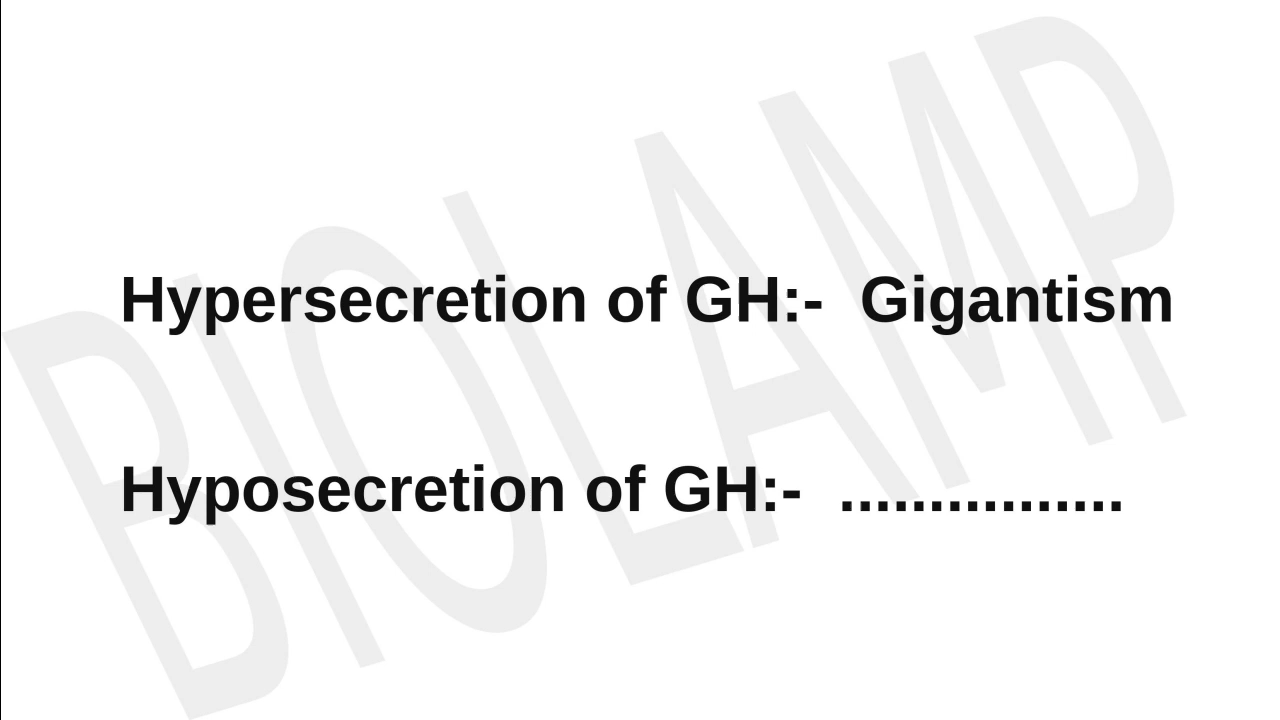 BIOLAMP
Hypersecretion of GH:-  Gigantism
Hyposecretion of GH:-  ................